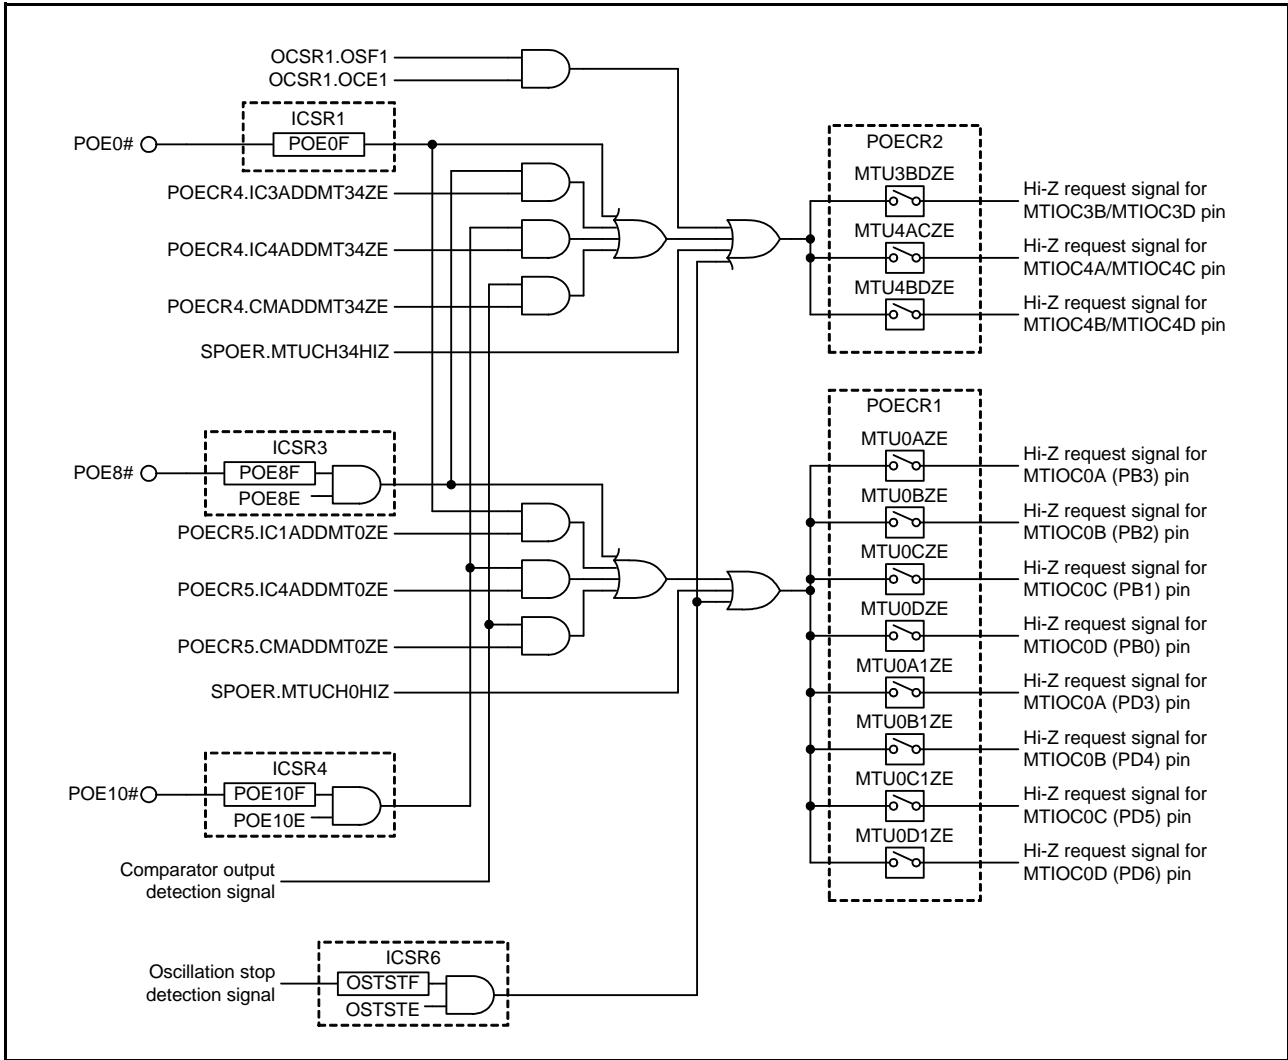 OCSR1.OSF1
OCSR1.OCE1
ICSR1
POE0#
POE0F
POECR4.IC3ADDMT34ZE
POECR4.IC4ADDMT34ZE
POECR4.CMADDMT34ZE
SPOER.MTUCH34HIZ
POECR2
MTU3BDZE
Hi-Z request signal for
MTIOC3B/MTIOC3D pin
MTU4ACZE
Hi-Z request signal for
MTIOC4A/MTIOC4C pin
MTU4BDZE
Hi-Z request signal for
MTIOC4B/MTIOC4D pin
ICSR3
POE8#
POE8F
POE8E
POECR5.IC1ADDMT0ZE
POECR5.IC4ADDMT0ZE
POECR5.CMADDMT0ZE
SPOER.MTUCH0HIZ
POECR1
MTU0AZE
Hi-Z request signal for
MTIOC0A (PB3) pin
MTU0BZE
Hi-Z request signal for
MTIOC0B (PB2) pin
MTU0CZE
Hi-Z request signal for
MTIOC0C (PB1) pin
MTU0DZE
Hi-Z request signal for
MTIOC0D (PB0) pin
MTU0A1ZE
Hi-Z request signal for
MTIOC0A (PD3) pin
MTU0B1ZE
Hi-Z request signal for
MTIOC0B (PD4) pin
MTU0C1ZE
Hi-Z request signal for
MTIOC0C (PD5) pin
MTU0D1ZE
Hi-Z request signal for
MTIOC0D (PD6) pin
ICSR4
POE10#
POE10F
POE10E
Comparator output
detection signal
ICSR6
Oscillation stop
detection signal
OSTSTF
OSTSTE